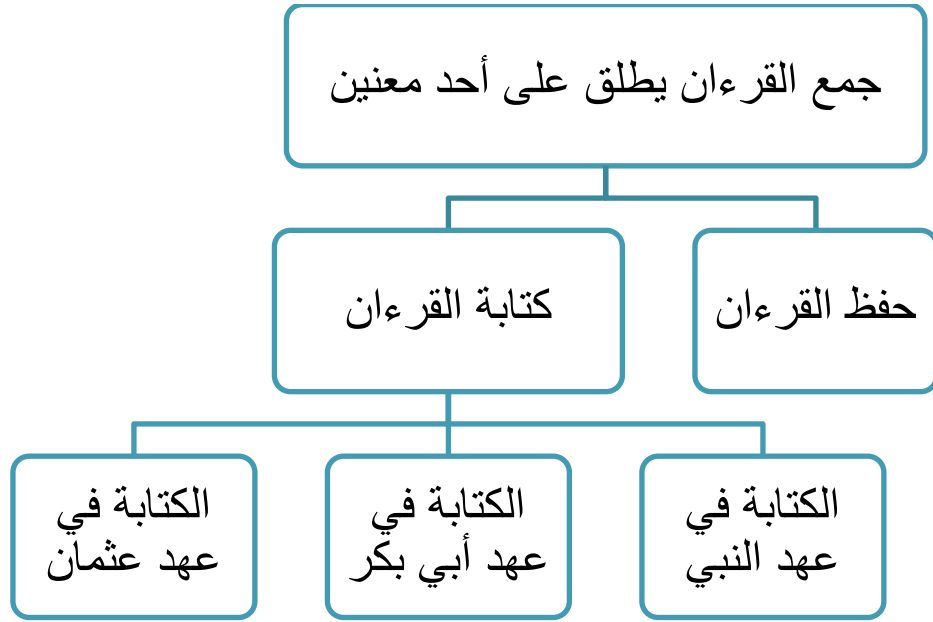 جمع القرءان يطلق على أحد معنين
حفظ القرءان
كتابة القرءان
الكتابة في
عهد النبي
الكتابة في
عهد أبي بكر
الكتابة في
عهد عثمان